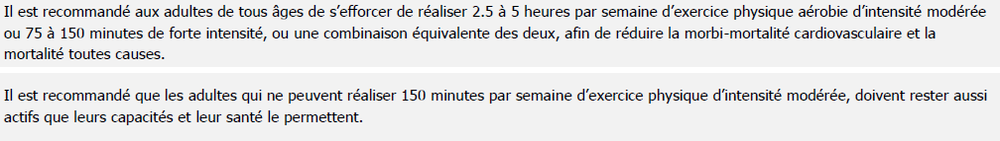 Il est recommandé aux adultes de tous âges de s’efforcer de réaliser 2.5 à 5 heures par semaine d’exercice physique aérobie d’intensité modérée
ou 75 à 150 minutes de forte intensité, ou une combinaison équivalente des deux, afin de réduire la morbi-mortalité cardiovasculaire et la
mortalité toutes causes.
Il est recommandé que les adultes qui ne peuvent réaliser 150 minutes par semaine d’exercice physique d’intensité modérée, doivent rester aussi
actifs que leurs capacités et leur santé le permettent.